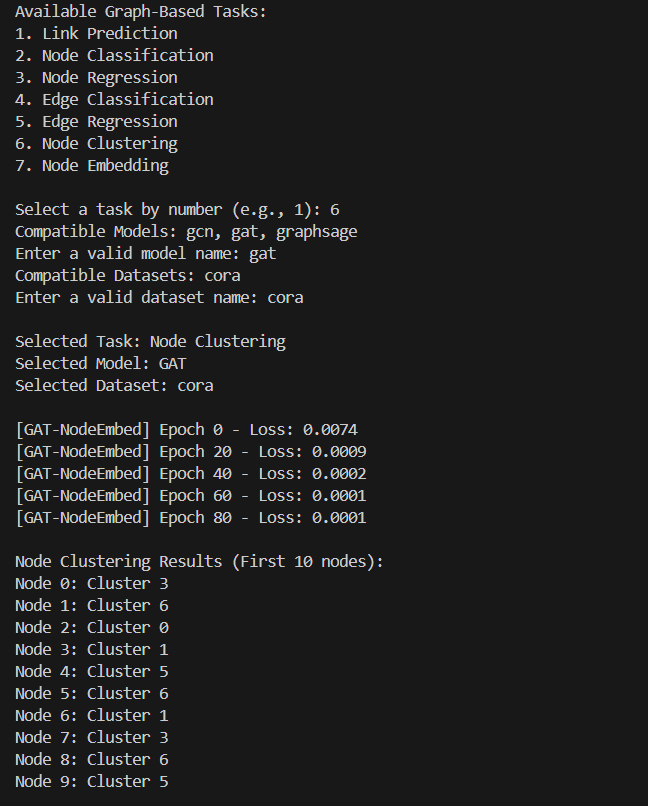 Available Graph-Based Tasks:
1. Link Prediction
2. Node Classification
3. Node Regression
4. Edge Classification
5. Edge Regression
6. Node Clustering
7. Node Embedding
Select a task by number (e.g., 1): 6
Compatible Models: gcn, gat, graphsage
Enter a valid model name: gat
Compatible Datasets: cora
Enter a valid dataset name: cora
Selected Task: Node Clustering
Selected Model: GAT
Selected Dataset: cora
[GAT-NodeEmbed] Epoch 0 - Loss: 0.0074
[GAT-NodeEmbed] Epoch 20 - Loss: 0.0009
[GAT-NodeEmbed] Epoch 40 - Loss: 0.0002
[GAT-NodeEmbed] Epoch 60 - Loss: 0.0001
[GAT-NodeEmbed] Epoch 80 - Loss: 0.0001
Node Clustering Results (First 10 nodes):
Node 0: Cluster 3
Node 1: Cluster 6
Node 2: Cluster 0
Node 3: Cluster 1
Node 4: Cluster 5
Node 5: Cluster 6
Node 6: Cluster 1
Node 7: Cluster 3
Node 8: Cluster 6
Node 9: Cluster 5